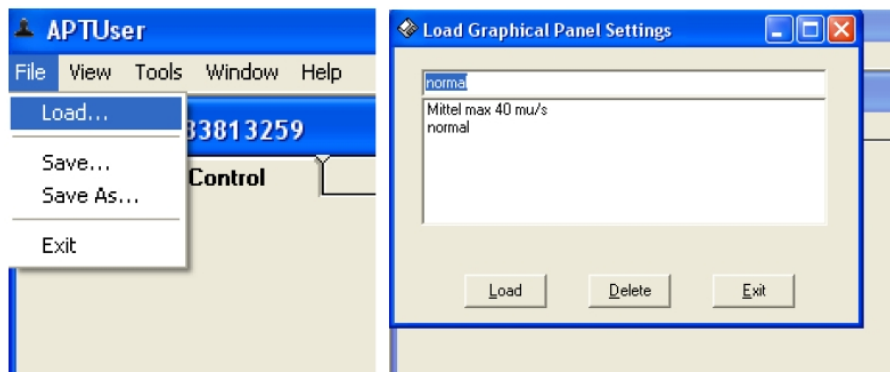 APTUser
File View Tools Window Help
Load...
83813259
Save...
Control
Save As...
Exit
Load Graphical Panel Settings
normal
Mittel max 40 mu/s
normal
Load Delete Exit